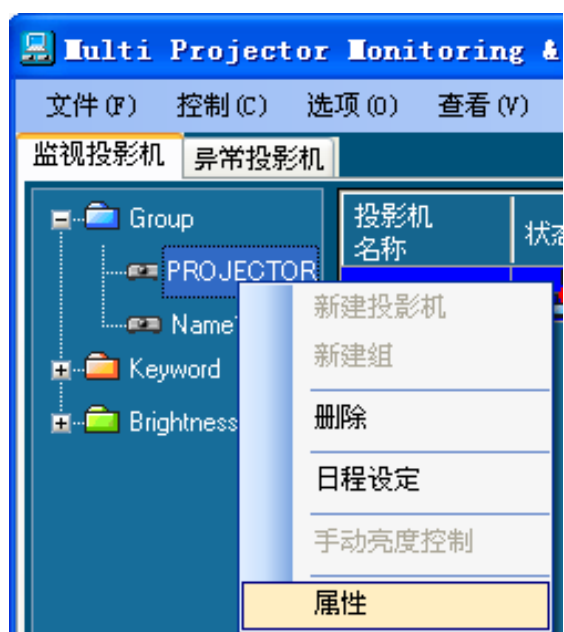 Multi Projector Monitoring &
文件(F) 控制(C) 选项(O) 查看(V)
监视投影机 异常投影机
Group
PROJECTOR
Name
Keyword
Brightness
投影机
名称
新建投影机
新建组
删除
日程设定
手动亮度控制
属性